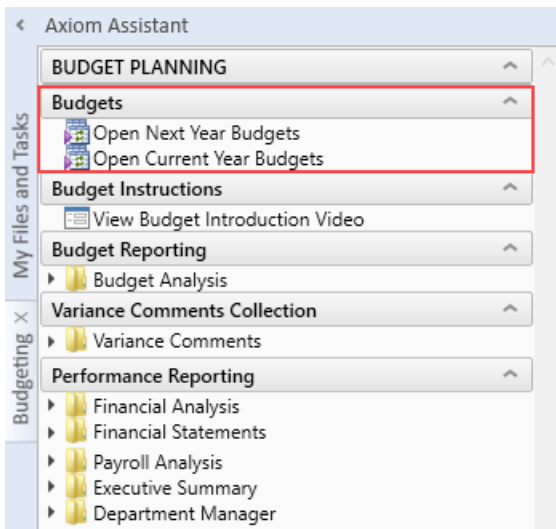 Axiom Assistant
BUDGET PLANNING
Budgets
Open Next Year Budgets
Open Current Year Budgets
Budget Instructions
View Budget Introduction Video
Budget Reporting
Budget Analysis
Variance Comments Collection
Variance Comments
Performance Reporting
Financial Analysis
Financial Statements
Payroll Analysis
Executive Summary
Department Manager
My Files and Tasks
Budgeting